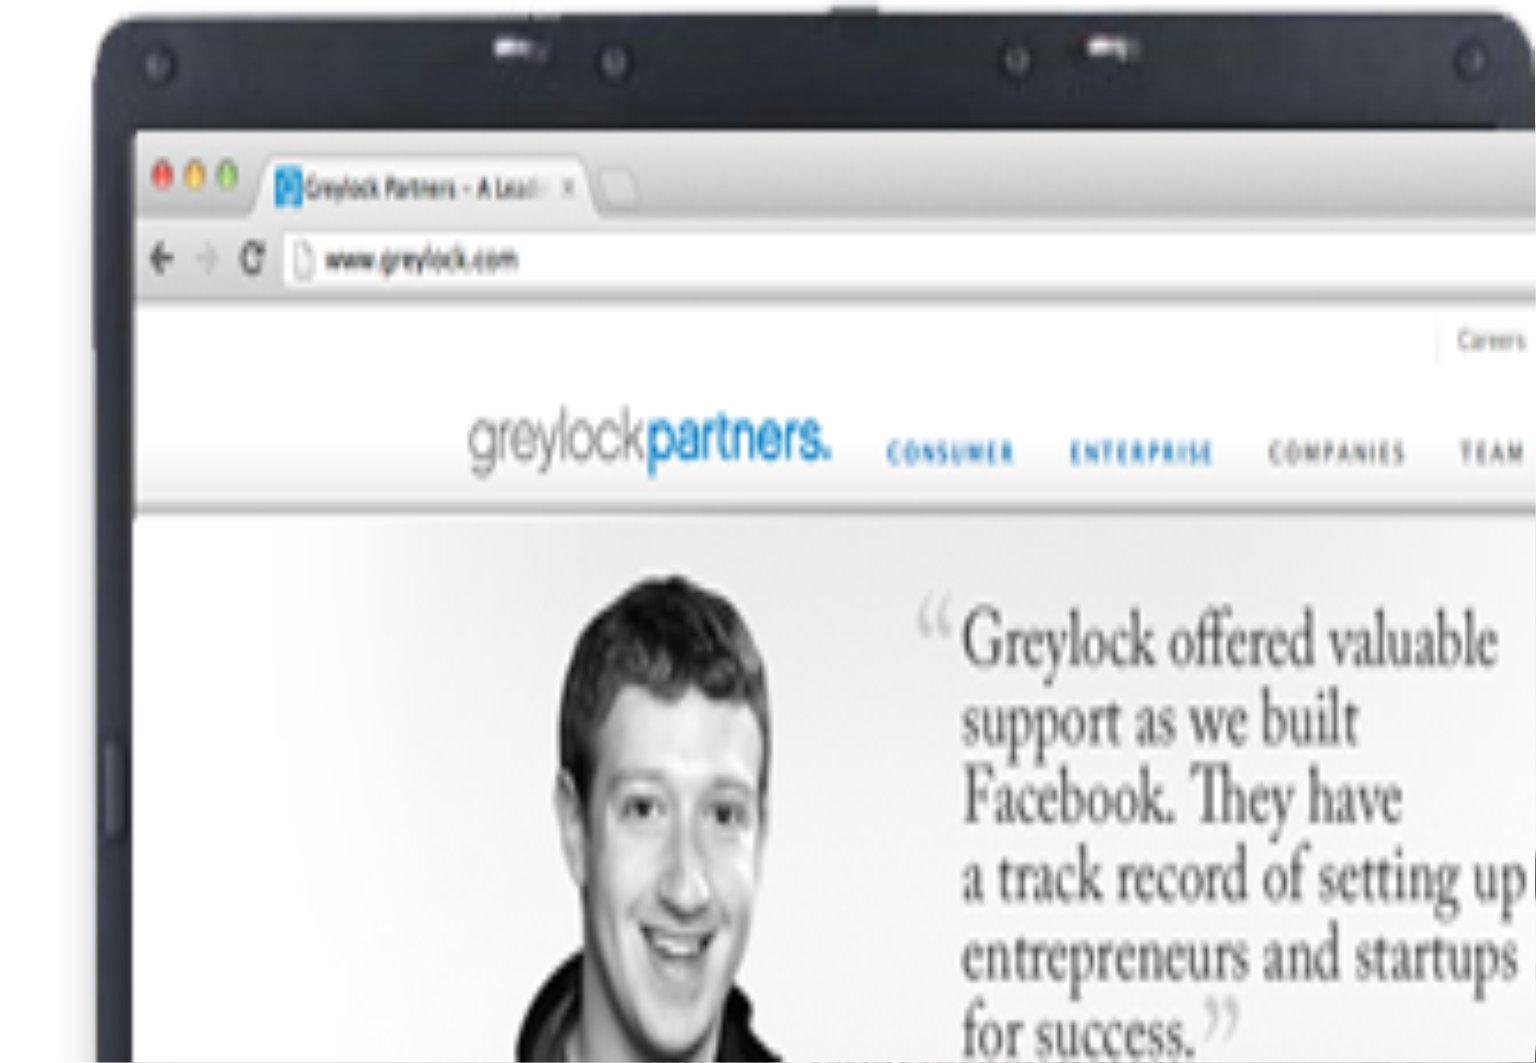 Greylock Partners - A Lead
www.greylock.com
Careers
greylockpartners. CONSUMER ENTERPRISE COMPANIES TEAM
“Greylock offered valuable
support as we built
Facebook. They have
a track record of setting up
entrepreneurs and startups
for success.”